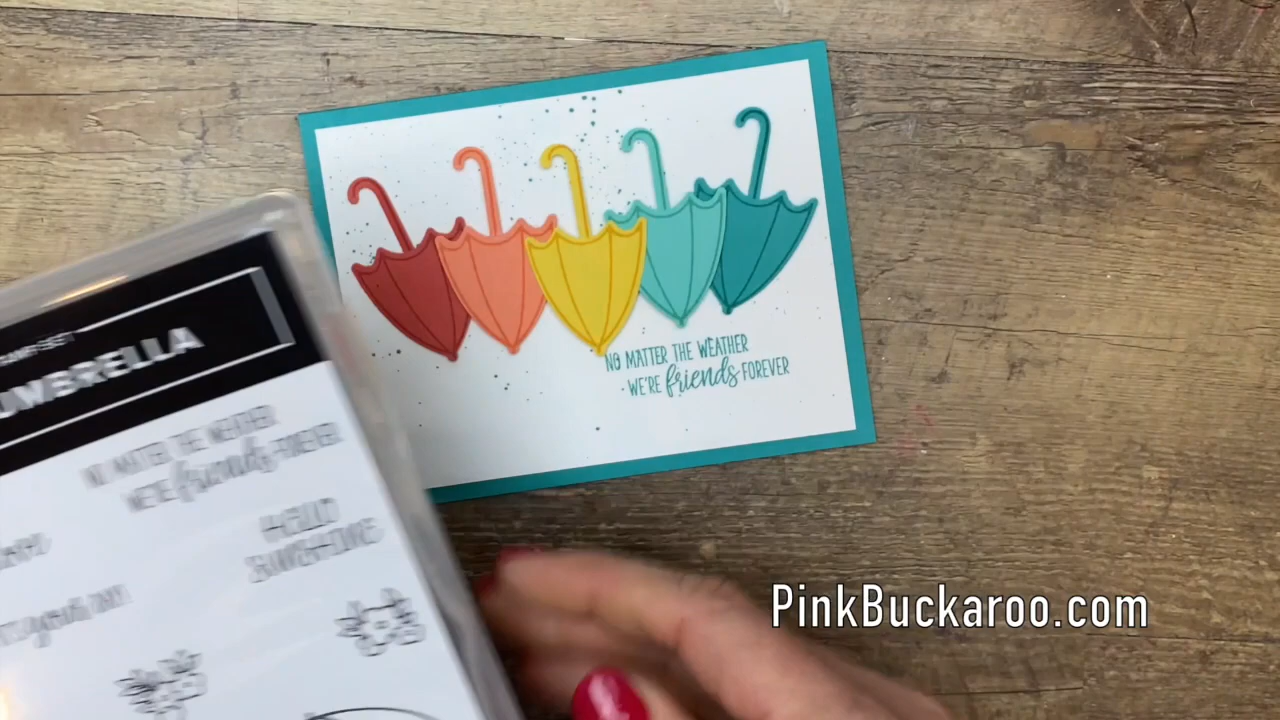 NO MATTER THE WEATHER
WE'RE friends FOREVER
NO MATTER THE WEATHER
WE'RE friends FOREVER
HELLO
SUNSHINE
PinkBuckaroo.com